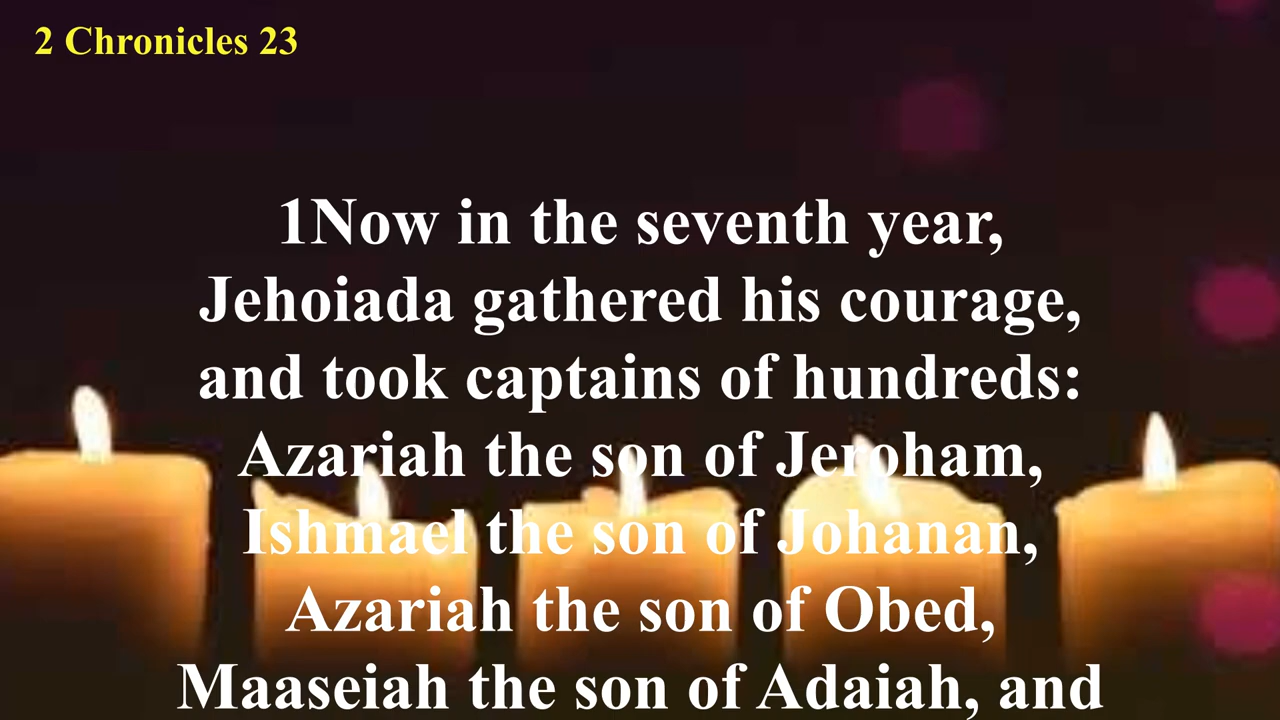 2 Chronicles 23
1Now in the seventh year,
Jehoiada gathered his courage,
and took captains of hundreds:
Azariah the son of Jeroham,
Ishmael the son of Johanan,
Azariah the son of Obed,
Maaseiah the son of Adaiah, and